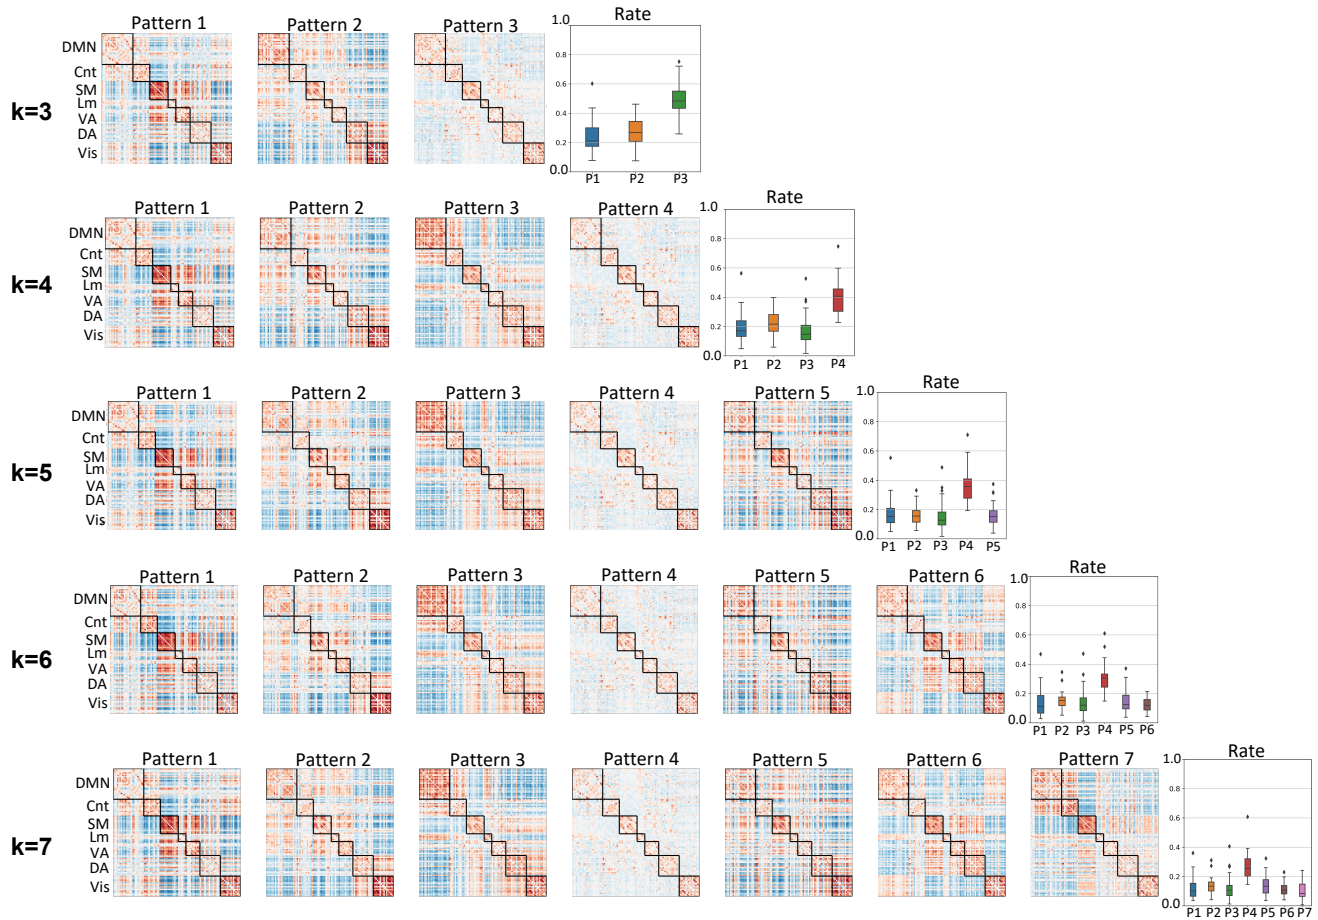 Pattern 1 Pattern 2 Pattern 3 Rate
DMN
Cnt
SM
Lm
VA
DA
Vis
k=3
1.0
0.8
0.6
0.4
0.2
0.0
P1 P2 P3
Pattern 1 Pattern 2 Pattern 3 Pattern 4 Rate
DMN
Cnt
SM
Lm
VA
DA
Vis
k=4
1.0
0.8
0.6
0.4
0.2
0.0
P1 P2 P3 P4
Pattern 1 Pattern 2 Pattern 3 Pattern 4 Pattern 5 Rate
DMN
Cnt
SM
Lm
VA
DA
Vis
k=5
1.0
0.8
0.6
0.4
0.2
0.0
P1 P2 P3 P4 P5
Pattern 1 Pattern 2 Pattern 3 Pattern 4 Pattern 5 Pattern 6 Rate
DMN
Cnt
SM
Lm
VA
DA
Vis
k=6
1.0
0.8
0.6
0.4
0.2
0.0
P1 P2 P3 P4 P5 P6
Pattern 1 Pattern 2 Pattern 3 Pattern 4 Pattern 5 Pattern 6 Pattern 7 Rate
DMN
Cnt
SM
Lm
VA
DA
Vis
k=7
1.0
0.8
0.6
0.4
0.2
0.0
P1 P2 P3 P4 P5 P6 P7